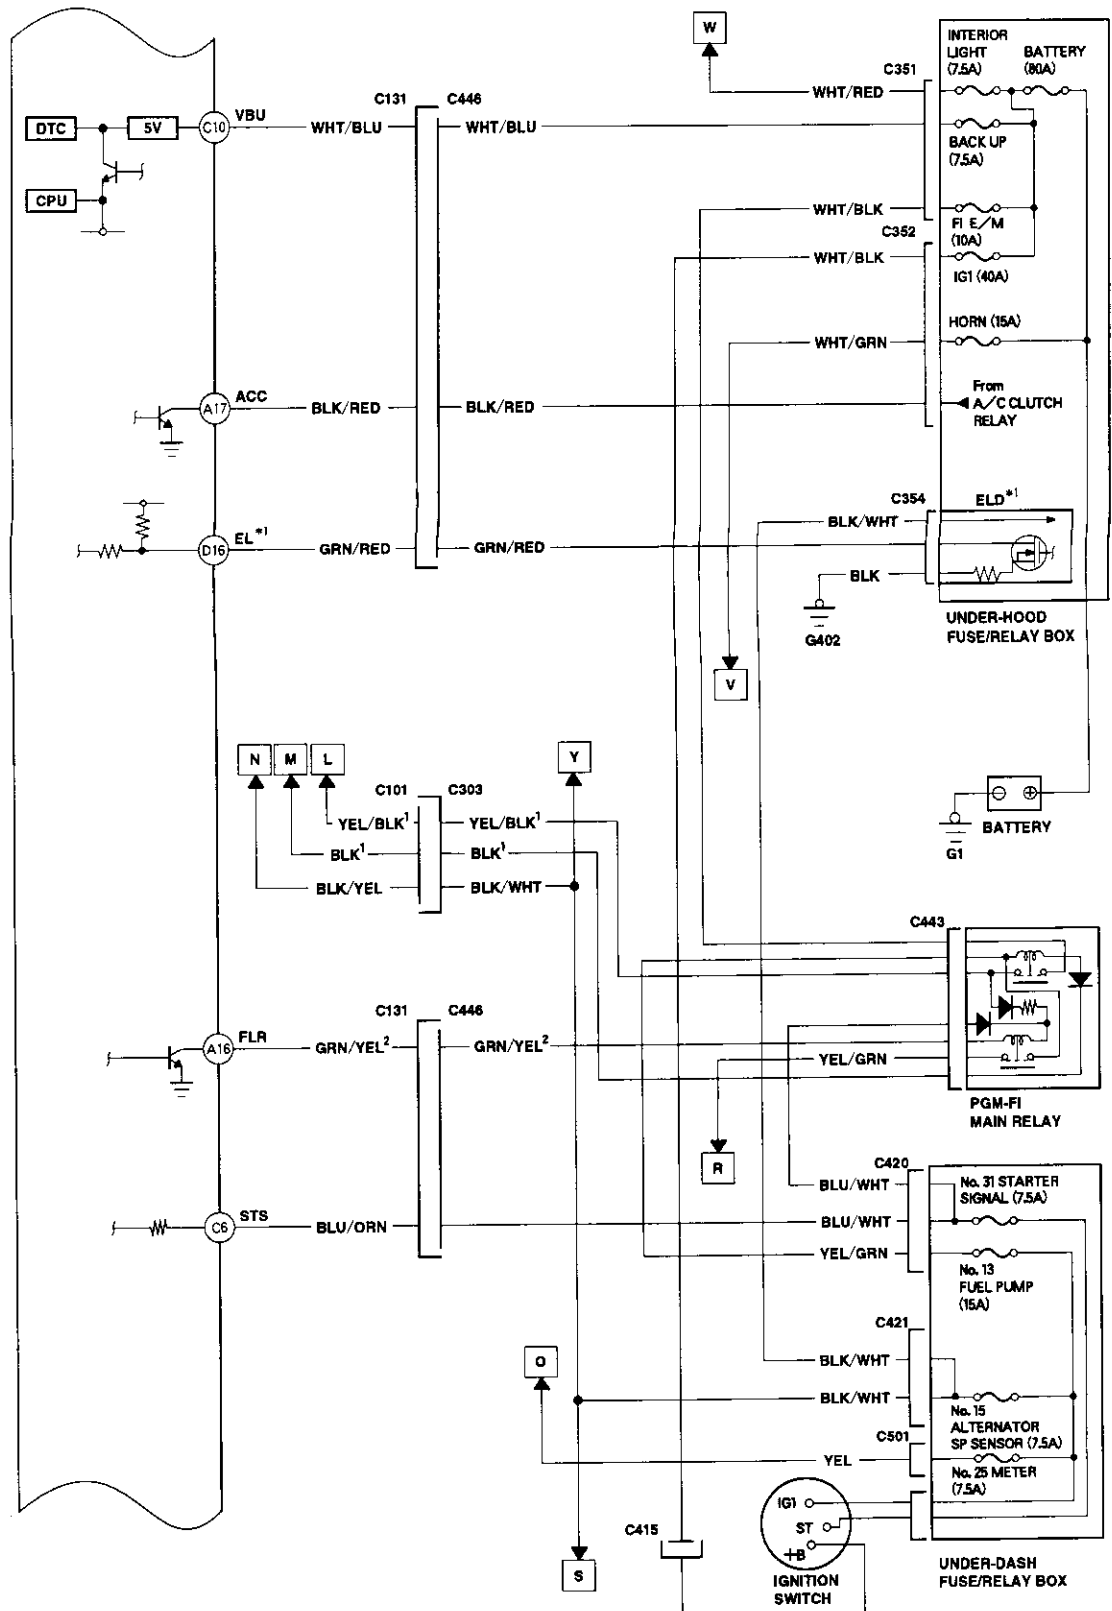 W
INTERIOR
LIGHT
(7.5A)
BATTERY
(80A)
C351
WHT/RED
C131
C446
DTC
5V
C10
VBU
WHT/BLU
WHT/BLU
BACK UP
(7.5A)
CPU
WHT/BLK
FI E/M
(10A)
C352
WHT/BLK
IG1 (40A)
HORN (15A)
WHT/GRN
From
A/C CLUTCH
RELAY
A17
ACC
BLK/RED
BLK/RED
C354
ELD*1
BLK/WHT
D16
EL*1
GRN/RED
GRN/RED
BLK
G402
UNDER-HOOD
FUSE/RELAY BOX
V
N
M
L
Y
C101
C303
YEL/BLK1
YEL/BLK1
BLK1
BLK1
BLK/YEL
BLK/WHT
BATTERY
G1
C443
C131
C446
A16
FLR
GRN/YEL2
GRN/YEL2
YEL/GRN
PGM-FI
MAIN RELAY
R
C420
BLU/WHT
No. 31 STARTER
SIGNAL (7.5A)
C6
STS
BLU/ORN
BLU/WHT
YEL/GRN
No. 13
FUEL PUMP
(15A)
C421
BLK/WHT
O
BLK/WHT
No. 15
ALTERNATOR
SP SENSOR (7.5A)
C501
YEL
No. 25 METER
(7.5A)
IG1
ST
+B
C415
S
IGNITION
SWITCH
UNDER-DASH
FUSE/RELAY BOX